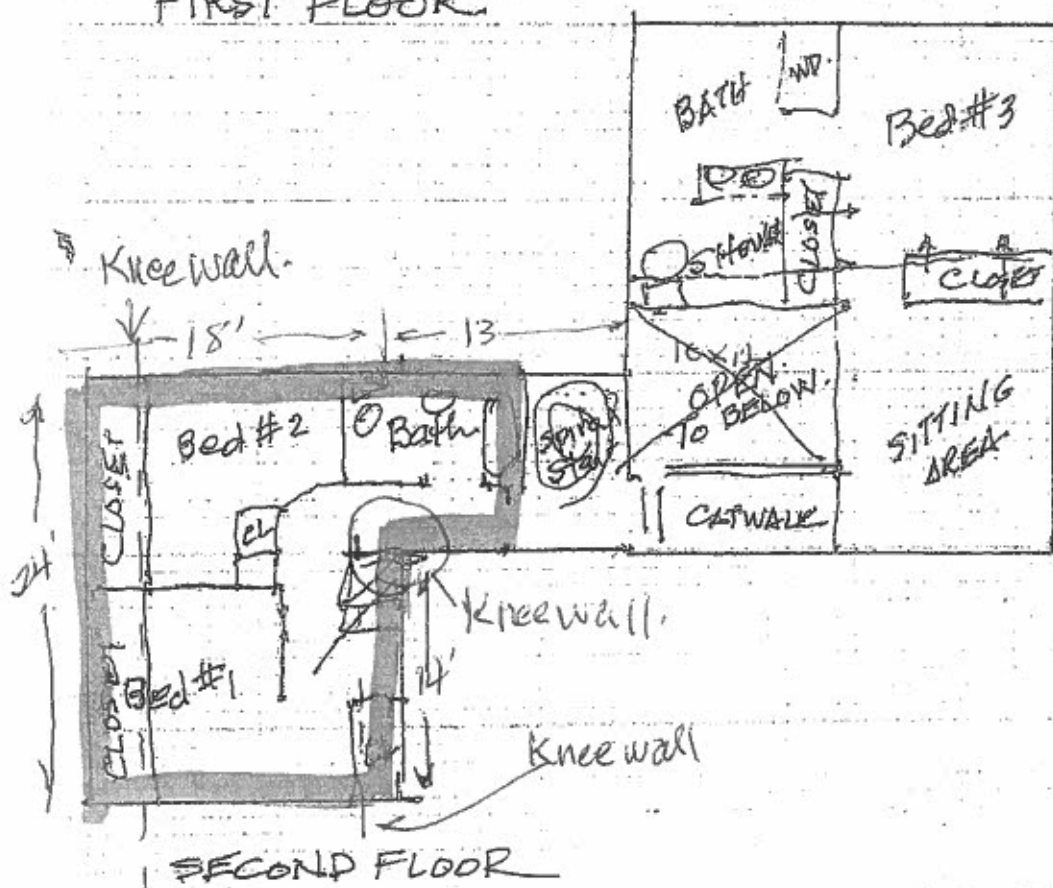 FIRST FLOOR
BATH
WD.
Bed #3
CLOSET
SHOWER
CLOSET
Kneewall.
18'
13
OPEN
TO BELOW.
SITTING
AREA
Bed #2
Bath
Spiral
Stair
CLOSET
CL
CATWALK
24'
Kneewall.
14'
Bed #1
CLOSET
Kneewall
SECOND FLOOR